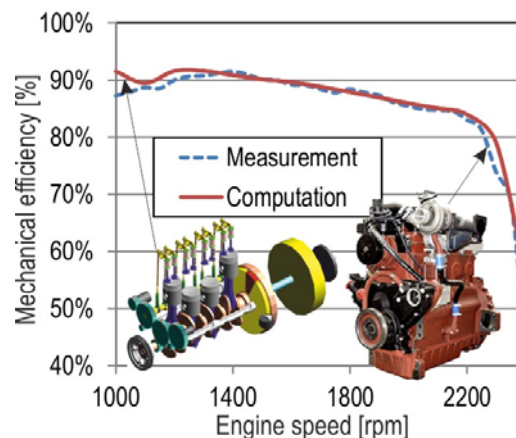 100%
90%
80%
70%
60%
50%
40%
Mechanical efficiency [%]
Measurement
Computation
1000 1400 1800 2200
Engine speed [rpm]